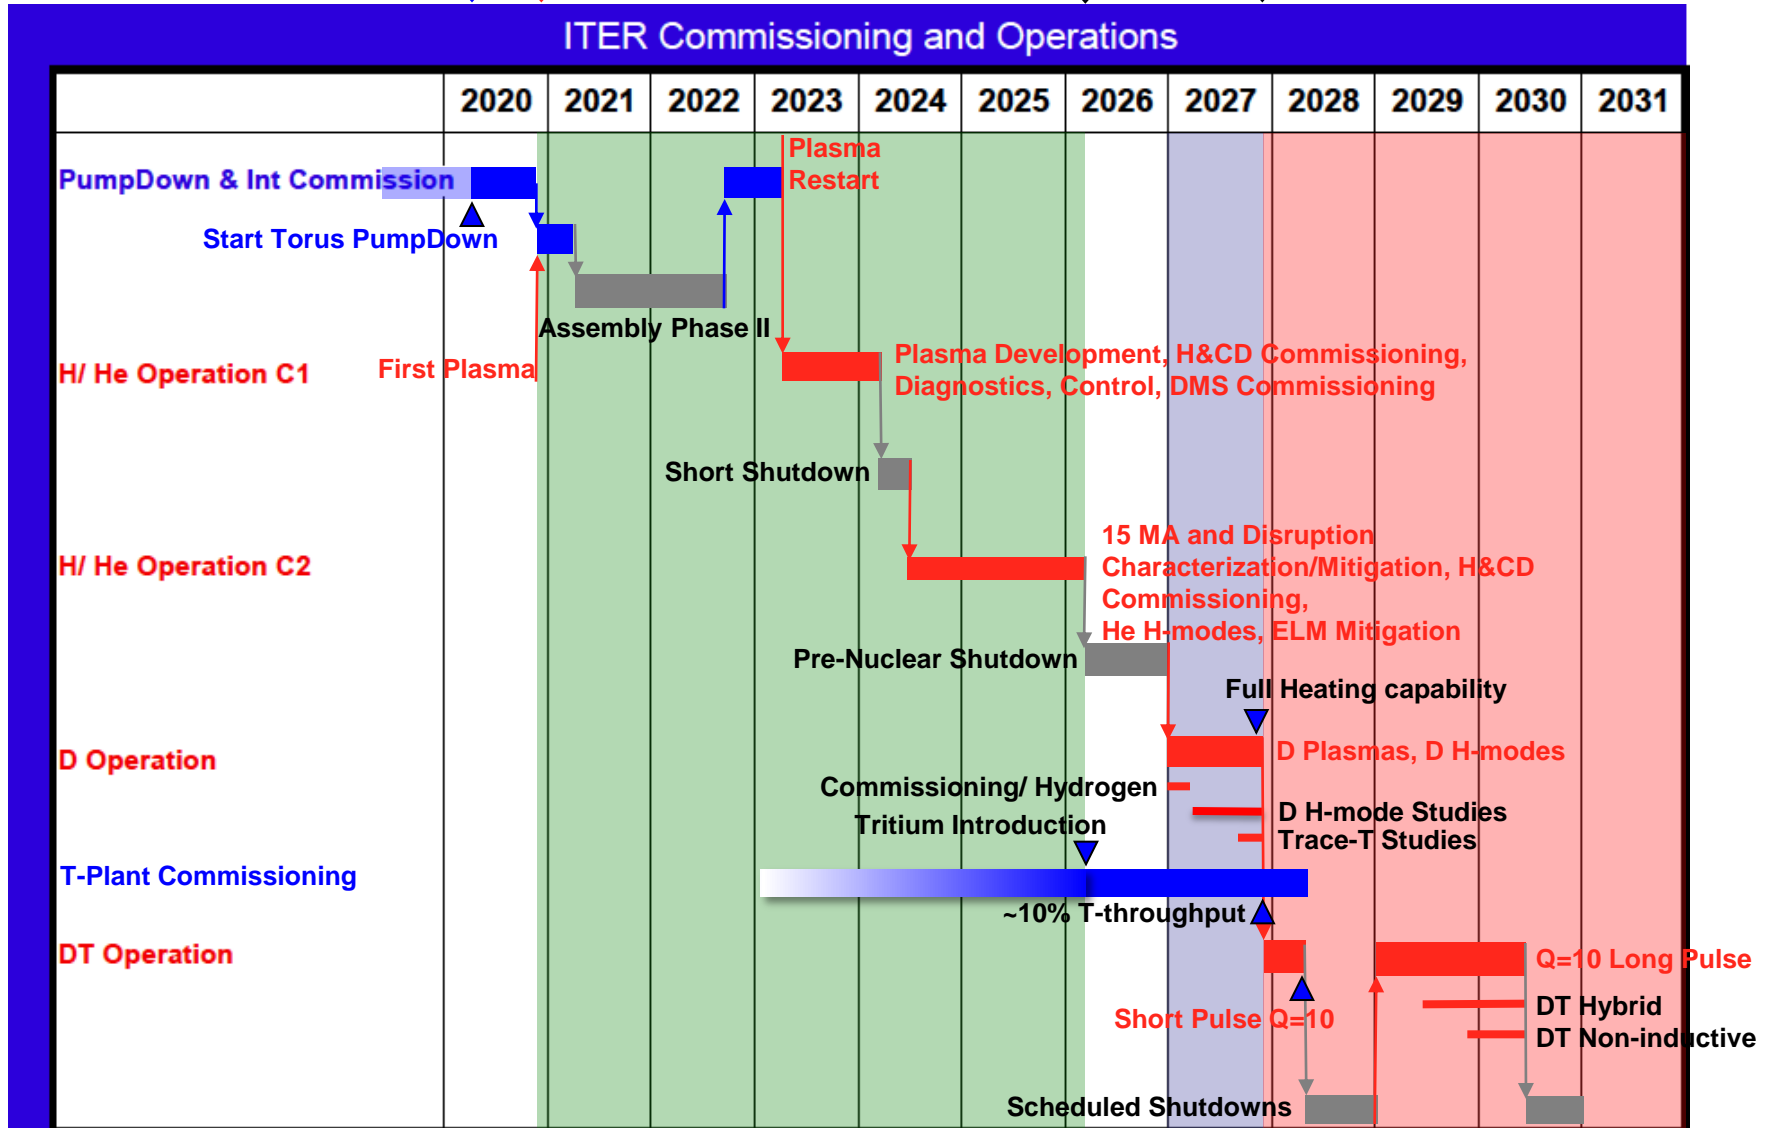 ITER Commissioning and Operations
2020 2021 2022 2023 2024 2025 2026 2027 2028 2029 2030 2031
Plasma
Restart
PumpDown & Int Commission
Start Torus PumpDown
Assembly Phase II
H/ He Operation C1
First Plasma
Plasma Development, H&CD Commissioning,
Diagnostics, Control, DMS Commissioning
Short Shutdown
H/ He Operation C2
15 MA and Disruption
Characterization/Mitigation, H&CD
Commissioning,
He H-modes, ELM Mitigation
Pre-Nuclear Shutdown
Full Heating capability
D Operation
D Plasmas, D H-modes
Commissioning/ Hydrogen
D H-mode Studies
Tritium Introduction
Trace-T Studies
T-Plant Commissioning
~10% T-throughput
DT Operation
Q=10 Long Pulse
Short Pulse Q=10
DT Hybrid
DT Non-inductive
Scheduled Shutdowns